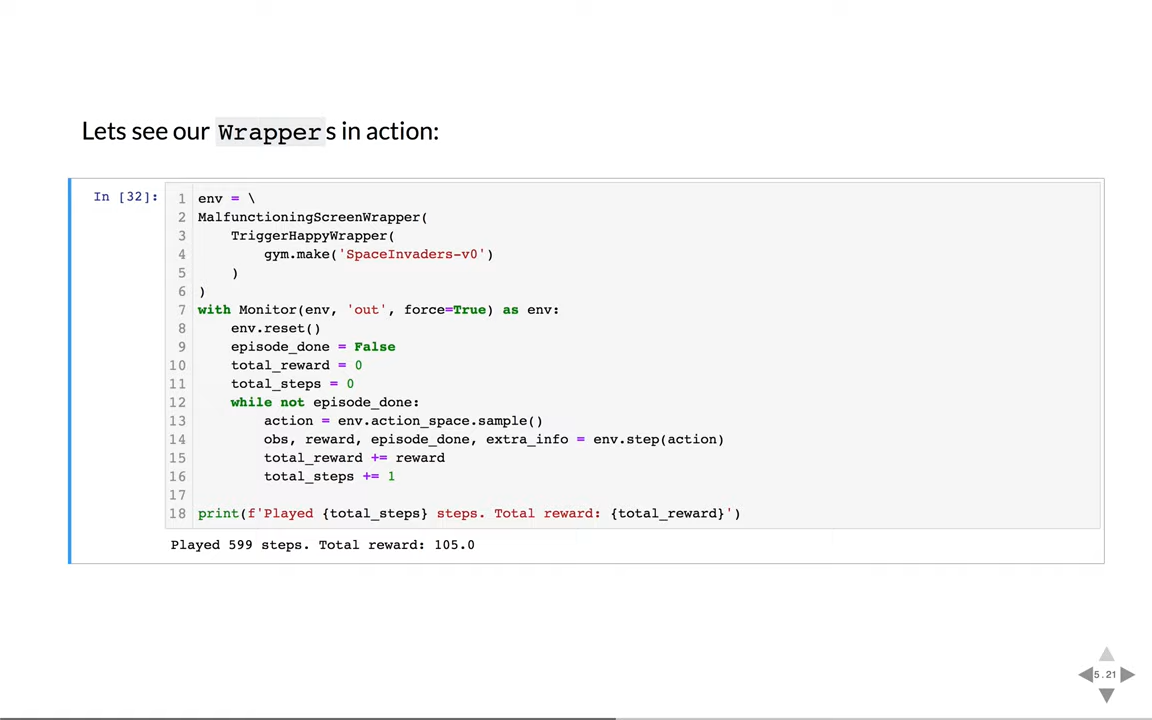 Lets see our Wrappers in action:
In [32]:
1 env = \
2 MalfunctioningScreenWrapper(
3     TriggerHappyWrapper(
4         gym.make('SpaceInvaders-v0')
5     )
6 )
7 with Monitor(env, 'out', force=True) as env:
8     env.reset()
9     episode_done = False
10     total_reward = 0
11     total_steps = 0
12     while not episode_done:
13         action = env.action_space.sample()
14         obs, reward, episode_done, extra_info = env.step(action)
15         total_reward += reward
16         total_steps += 1
17
18 print(f'Played {total_steps} steps. Total reward: {total_reward}')
Played 599 steps. Total reward: 105.0
5.21